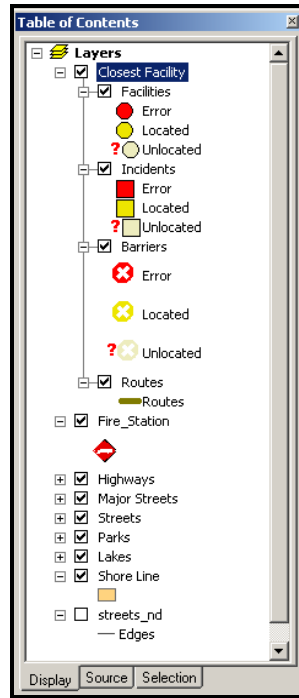 Table of Contents
Layers
Closest Facility
Facilities
Error
Located
? Unlocated
Incidents
Error
Located
? Unlocated
Barriers
Error
Located
? Unlocated
Routes
Routes
Fire_Station
Highways
Major Streets
Streets
Parks
Lakes
Shore Line
streets_nd
Edges
Display Source Selection